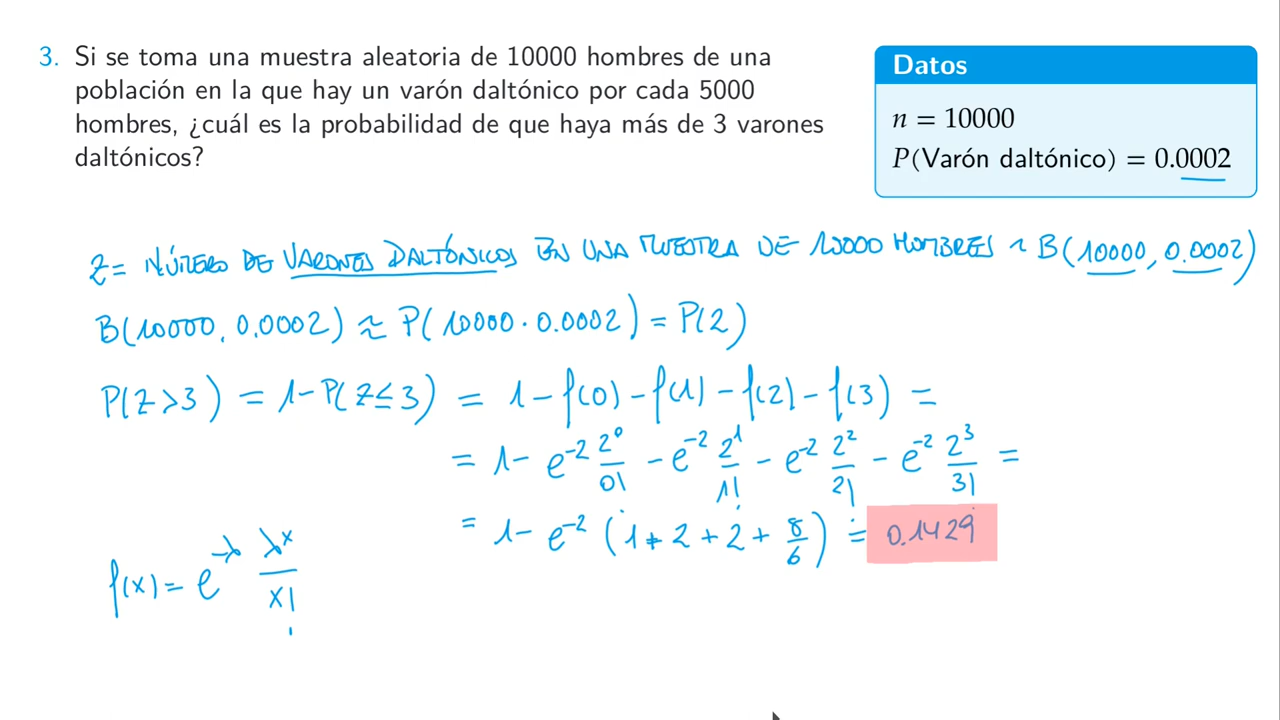 3. Si se toma una muestra aleatoria de 10000 hombres de una
población en la que hay un varón daltónico por cada 5000
hombres, ¿cuál es la probabilidad de que haya más de 3 varones
daltónicos?
Datos
n = 10000
P(Varón daltónico) = 0.0002
Z = NÚMERO DE VARONES DALTÓNICOS EN UNA MUESTRA DE 10000 HOMBRES ~ B(10000, 0.0002)
B(10000, 0.0002) ≈ P(10000 · 0.0002) = P(2)
P(Z>3) = 1 - P(Z≤3) = 1 - f(0) - f(1) - f(2) - f(3) =
= 1 - e^-2 2^0/0! - e^-2 2^1/1! - e^-2 2^2/2! - e^-2 2^3/3! =
= 1 - e^-2 (1 + 2 + 2 + 8/6) = 0.1429
f(x) = e^-λ λ^x/x!